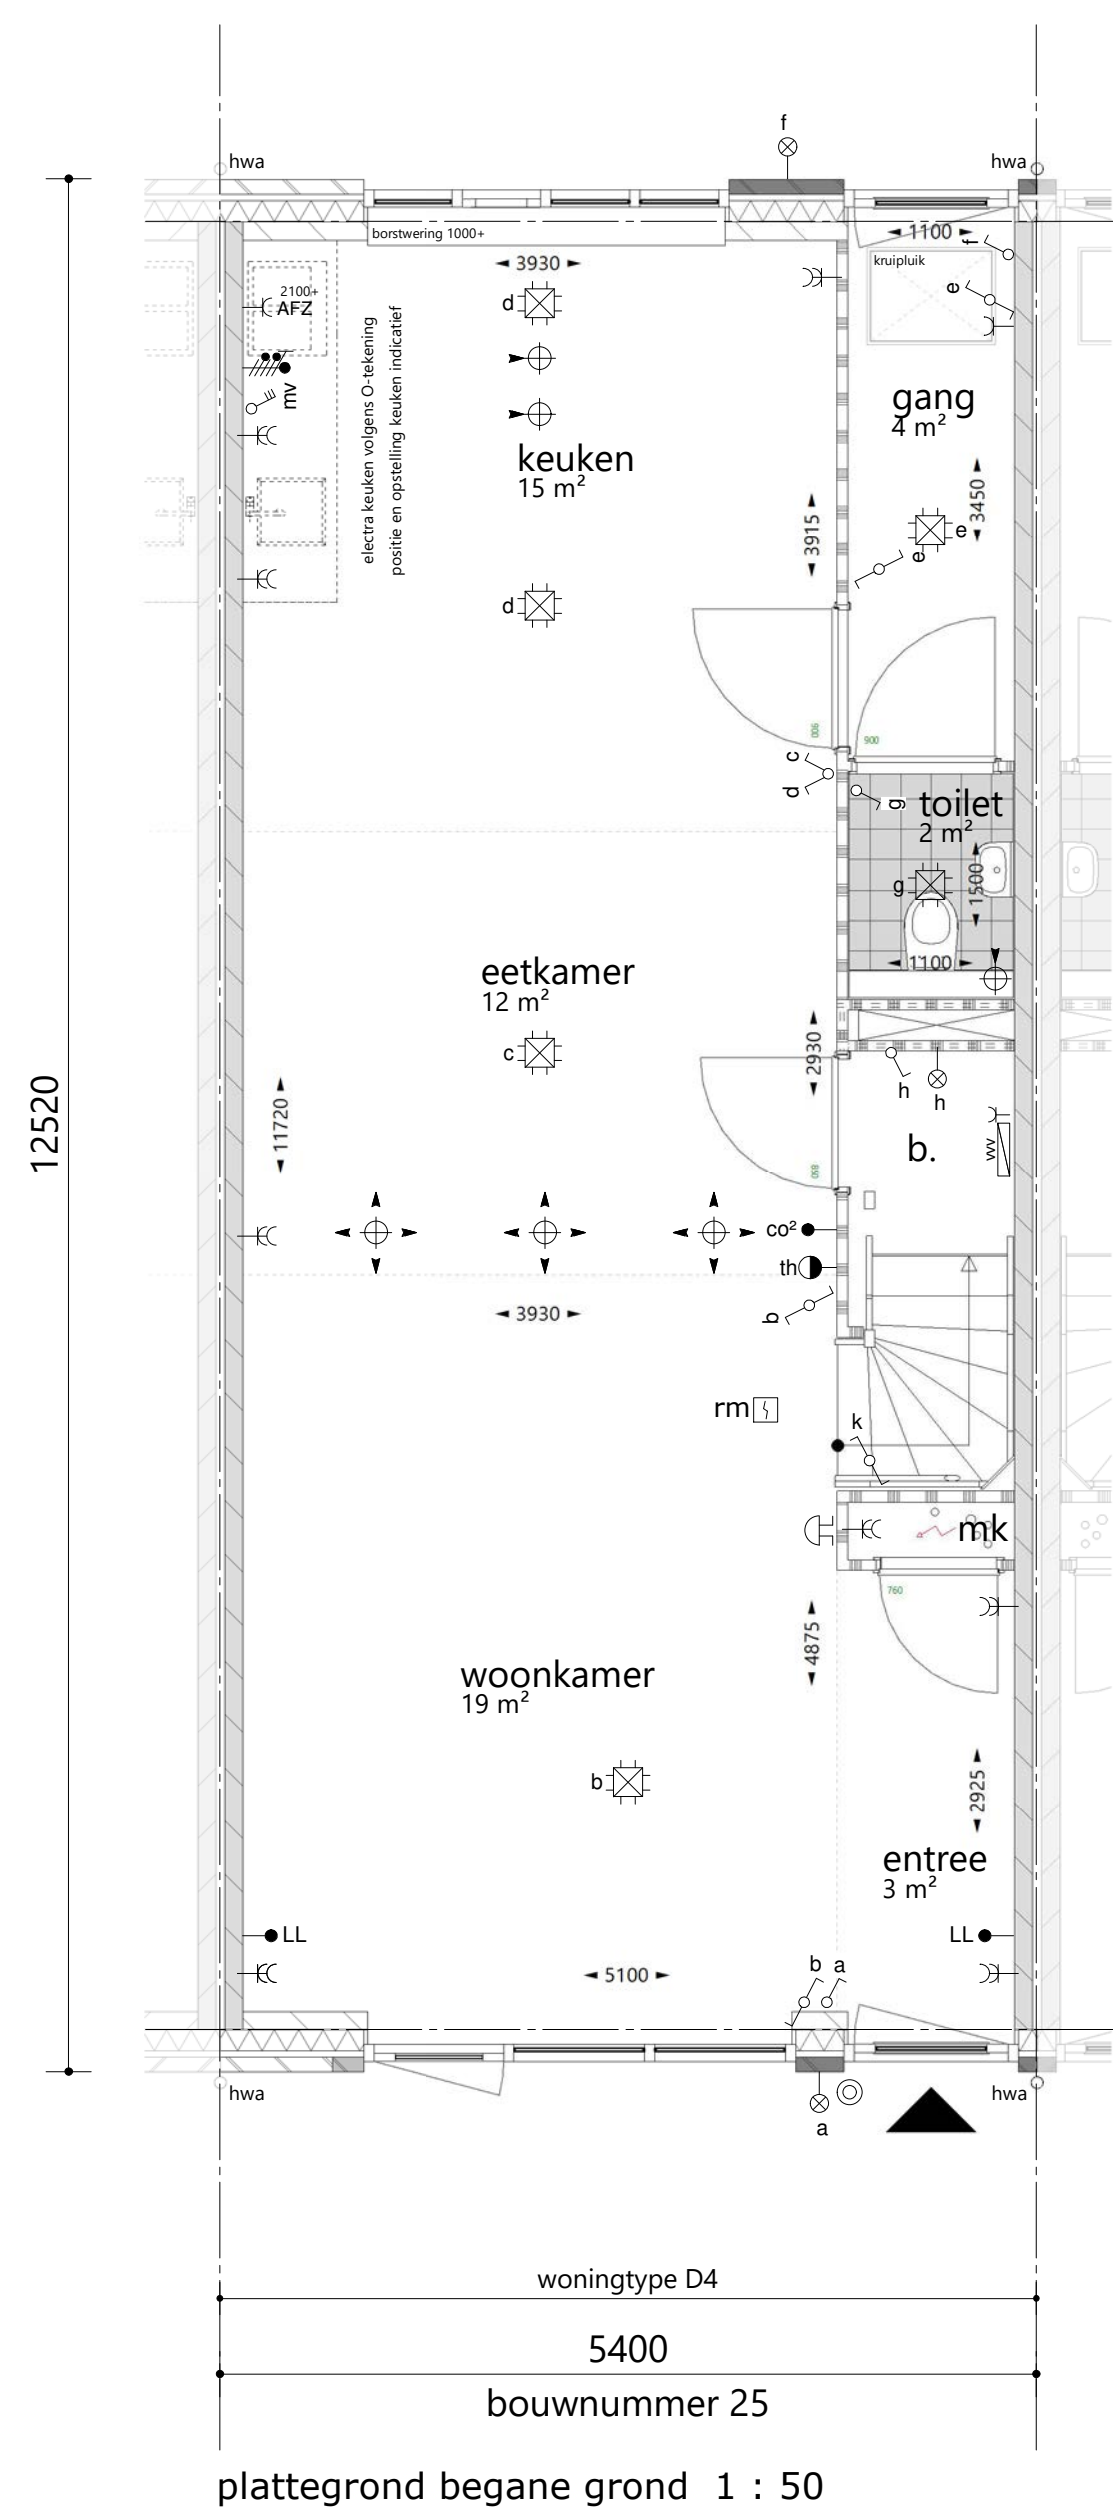 f
hwa
hwa
borstwering 1000+
1100
f
3930
kruipluik
e
2100+
AFZ
d
electra keuken volgens O-tekening
positie en opstelling keuken indicatief
mv
gang
4 m²
keuken
15 m²
3450
3915
e
e
d
900
900
c
d
g
toilet
2 m²
1500
g
1100
eetkamer
12 m²
2930
c
h
h
12520
11720
b.
wv
850
co²
th
b
3930
rm
k
mk
760
4875
woonkamer
19 m²
b
2925
entree
3 m²
LL
LL
b
a
5100
hwa
hwa
a
woningtype D4
5400
bouwnummer 25
plattegrond begane grond 1 : 50